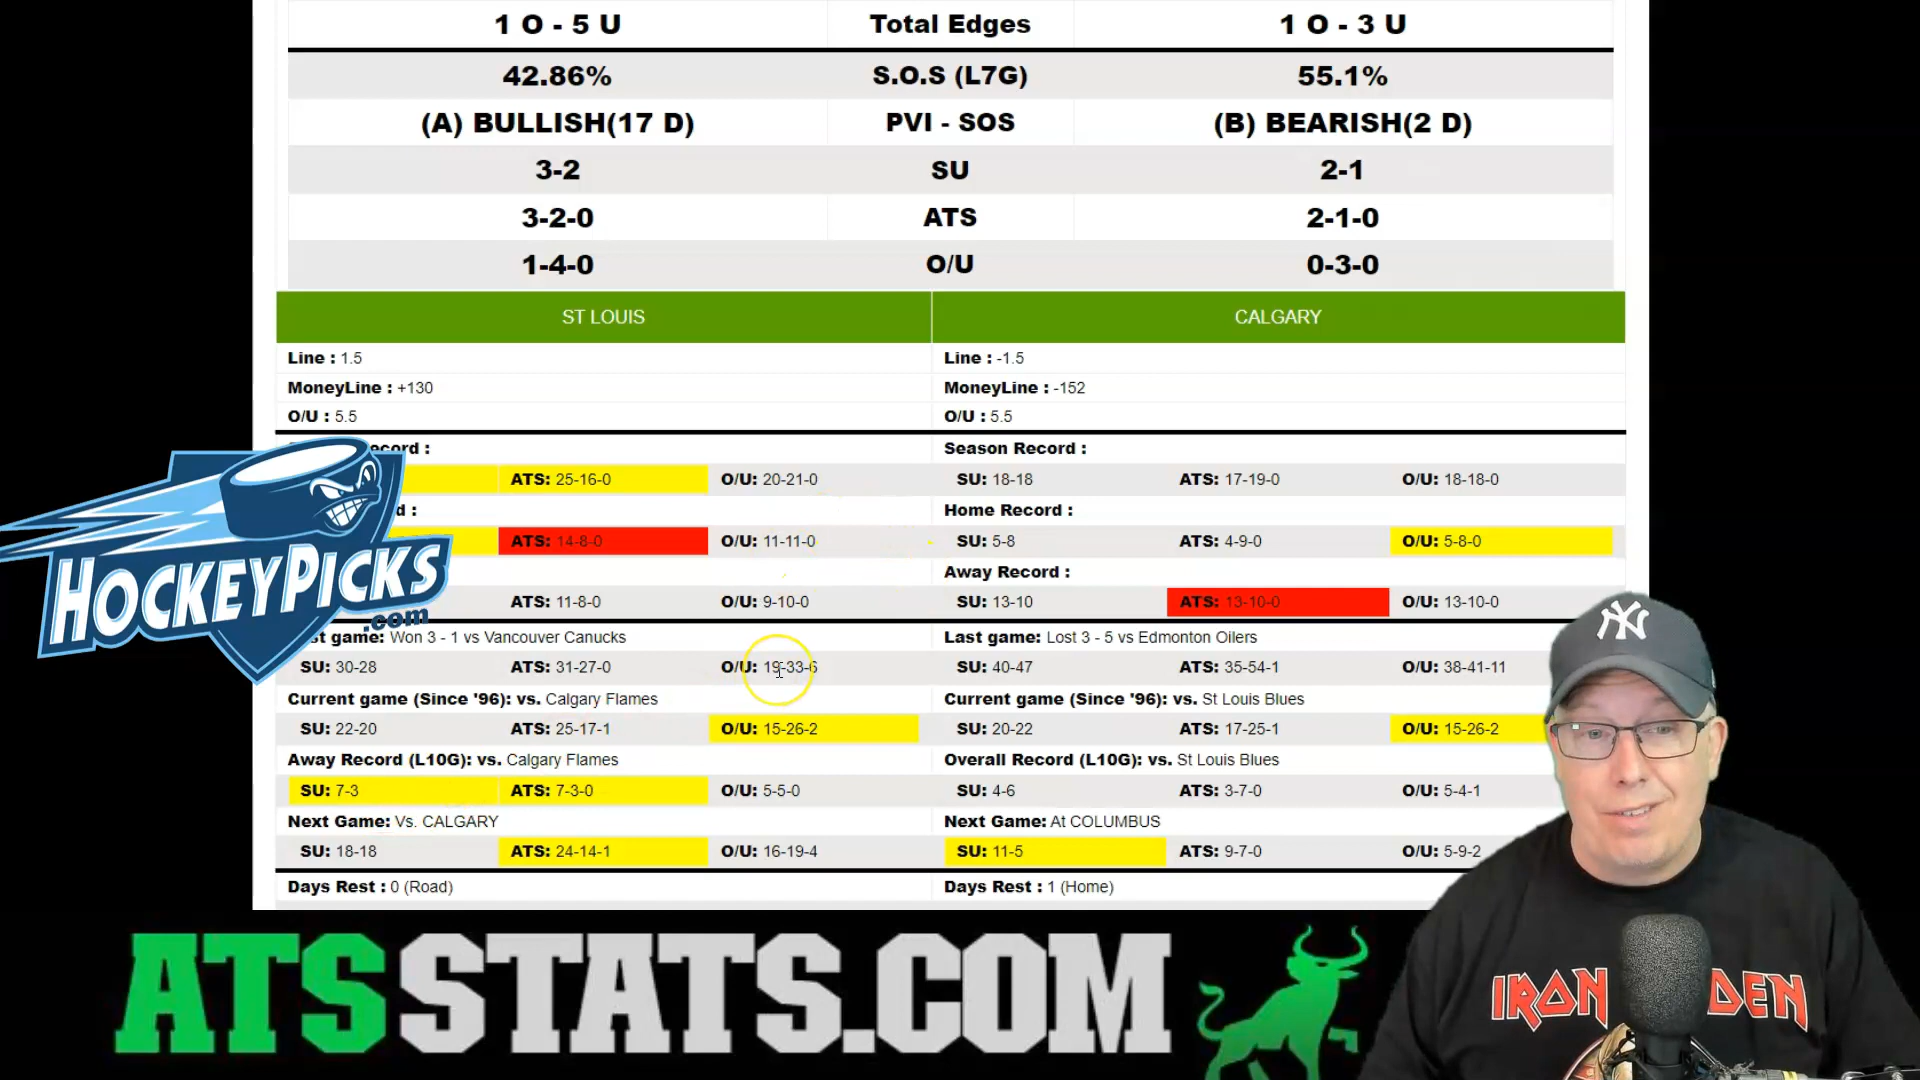 1 O - 5 U Total Edges 1 O - 3 U
42.86% S.O.S (L7G) 55.1%
(A) BULLISH(17 D) PVI - SOS (B) BEARISH(2 D)
3-2 SU 2-1
3-2-0 ATS 2-1-0
1-4-0 O/U 0-3-0
ST LOUIS CALGARY
Line : 1.5 Line : -1.5
MoneyLine : +130 MoneyLine : -152
O/U : 5.5 O/U : 5.5
Season Record :
ATS: 25-16-0 O/U: 20-21-0 SU: 18-18 ATS: 17-19-0 O/U: 18-18-0
Home Record :
ATS: 14-8-0 O/U: 11-11-0 SU: 5-8 ATS: 4-9-0 O/U: 5-8-0
Away Record :
ATS: 11-8-0 O/U: 9-10-0 SU: 13-10 ATS: 13-10-0 O/U: 13-10-0
game: Won 3 - 1 vs Vancouver Canucks Last game: Lost 3 - 5 vs Edmonton Oilers
SU: 30-28 ATS: 31-27-0 O/U: 19-33-6 SU: 40-47 ATS: 35-54-1 O/U: 38-41-11
Current game (Since '96): vs. Calgary Flames Current game (Since '96): vs. St Louis Blues
SU: 22-20 ATS: 25-17-1 O/U: 15-26-2 SU: 20-22 ATS: 17-25-1 O/U: 15-26-2
Away Record (L10G): vs. Calgary Flames Overall Record (L10G): vs. St Louis Blues
SU: 7-3 ATS: 7-3-0 O/U: 5-5-0 SU: 4-6 ATS: 3-7-0 O/U: 5-4-1
Next Game: Vs. CALGARY Next Game: At COLUMBUS
SU: 18-18 ATS: 24-14-1 O/U: 16-19-4 SU: 11-5 ATS: 9-7-0 O/U: 5-9-2
Days Rest : 0 (Road) Days Rest : 1 (Home)
HOCKEYPICKS
.com
ATSSTATS.COM
NY
IRON DEN